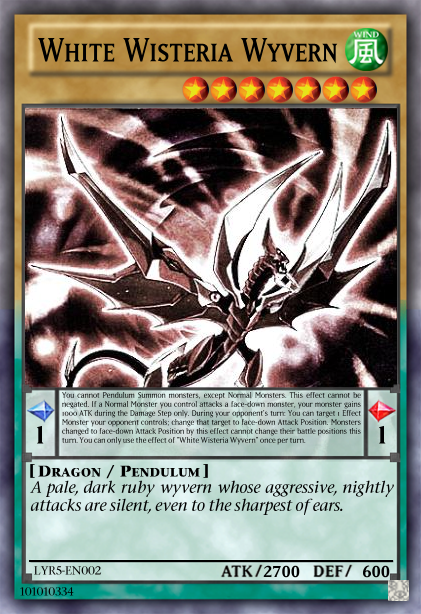 White Wisteria Wyvern
WIND
風
You cannot Pendulum Summon monsters, except Normal Monsters. This effect cannot be
negated. If a Normal Monster you control attacks a face-down monster, your monster gains
1000 ATK during the Damage Step only. During your opponent's turn: You can target 1 Effect
Monster your opponent controls; change that target to face-down Attack Position. Monsters
changed to face-down Attack Position by this effect cannot change their battle positions this
turn. You can only use the effect of "White Wisteria Wyvern" once per turn.
1
1
[ Dragon / Pendulum ]
A pale, dark ruby wyvern whose aggressive, nightly
attacks are silent, even to the sharpest of ears.
LYR5-EN002
ATK/2700 DEF/ 600
101010334